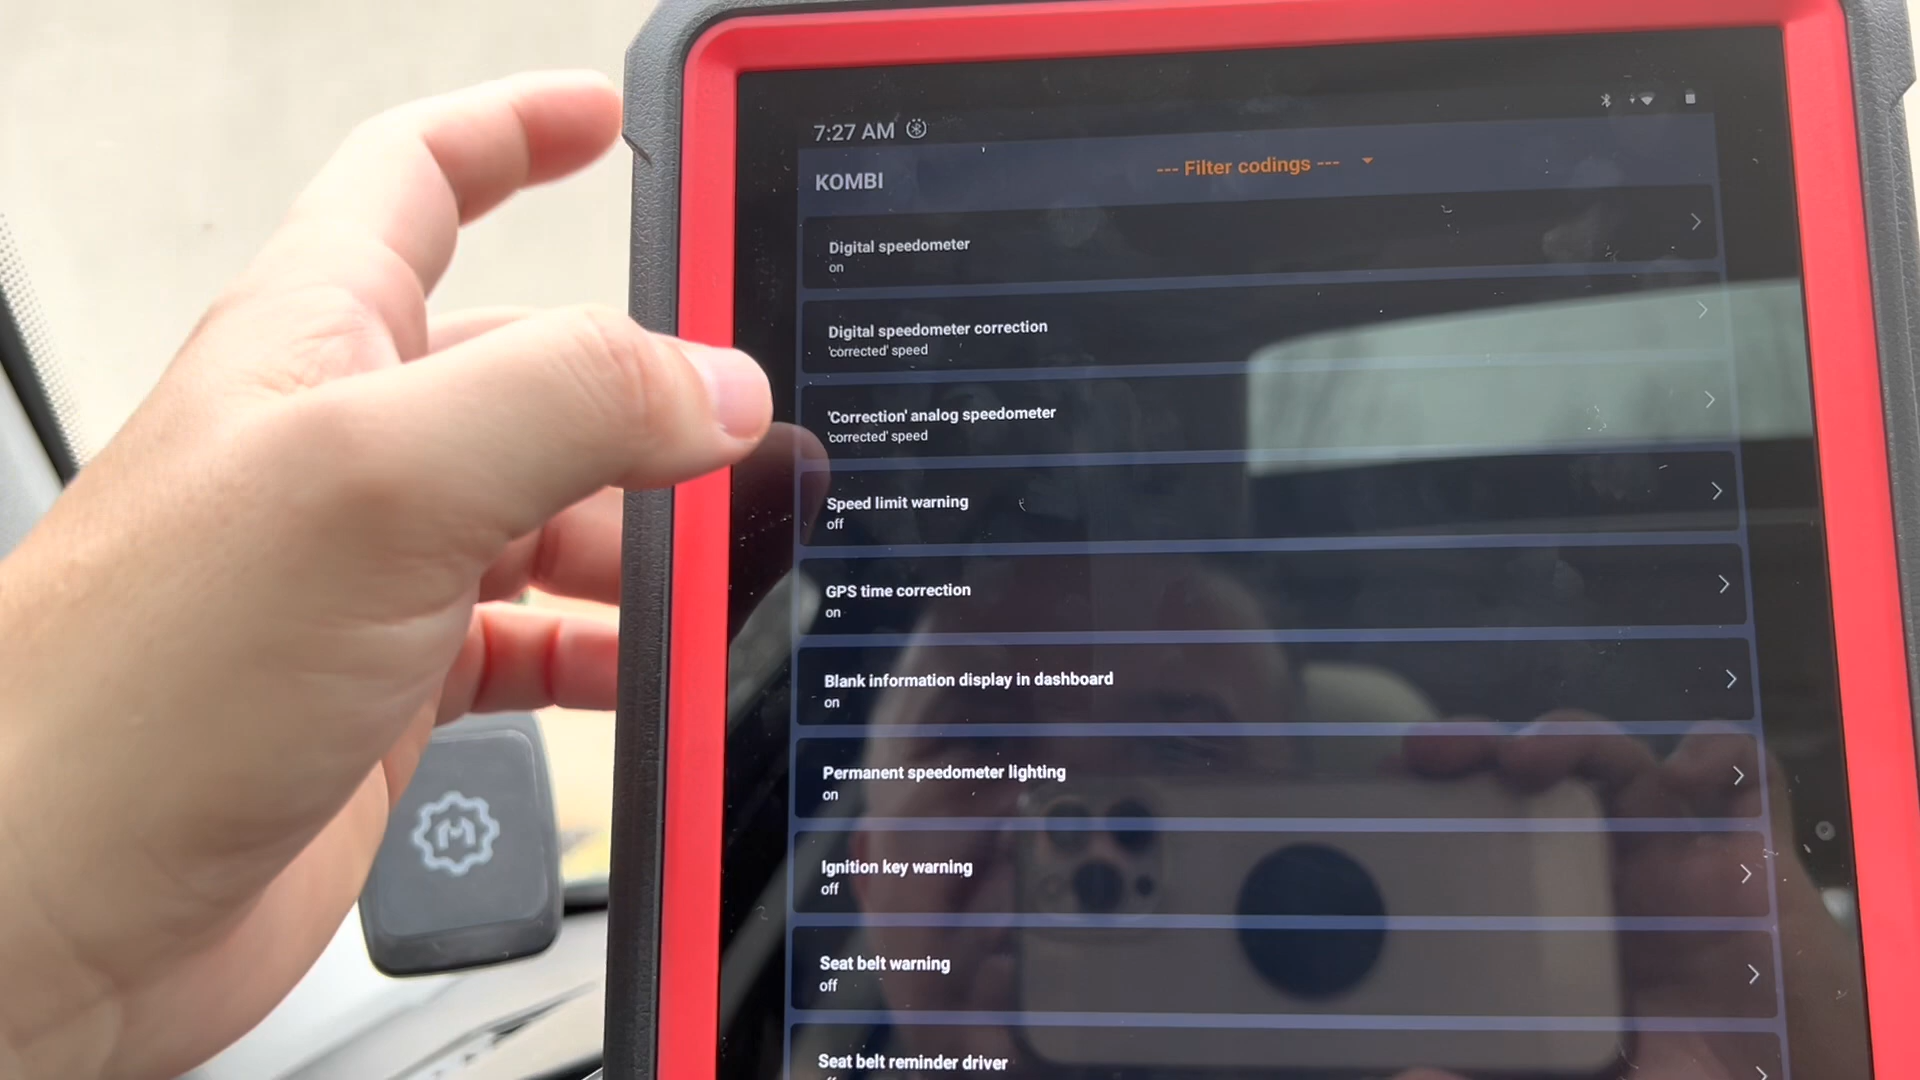 7:27 AM
KOMBI
--- Filter codings ---
Digital speedometer
on
Digital speedometer correction
'corrected' speed
'Correction' analog speedometer
'corrected' speed
Speed limit warning
off
GPS time correction
on
Blank information display in dashboard
on
Permanent speedometer lighting
on
Ignition key warning
off
Seat belt warning
off
Seat belt reminder driver
M